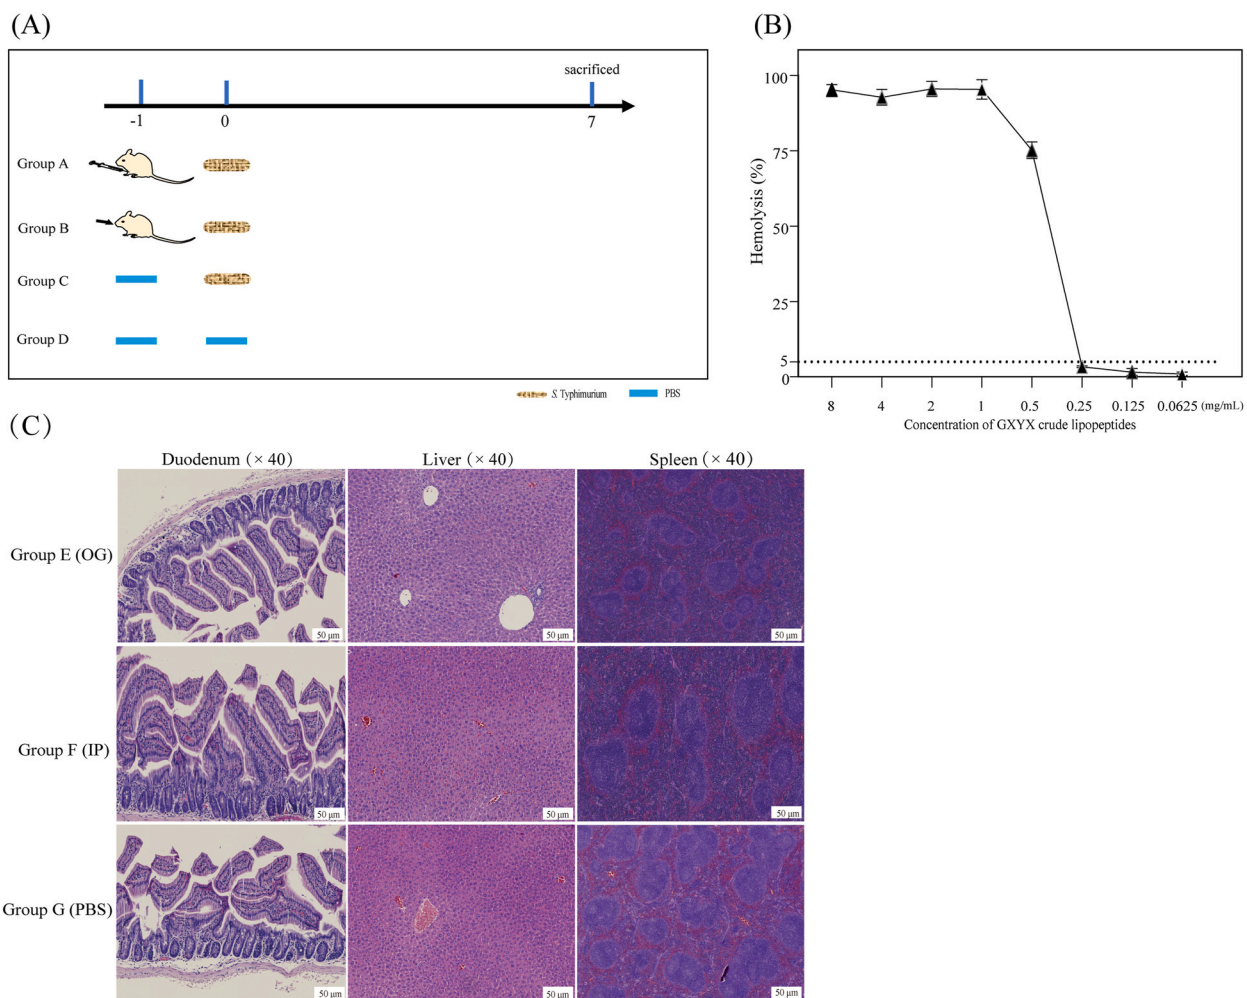 (A)
sacrificed
-1 0 7
Group A
Group B
Group C
Group D
S. Typhimurium PBS
(B)
Hemolysis (%)
100
75
50
25
5
0
8 4 2 1 0.5 0.25 0.125 0.0625 (mg/mL)
Concentration of GXYX crude lipopeptides
(C)
Duodenum (× 40) Liver (× 40) Spleen (× 40)
Group E (OG)
50 μm 50 μm 50 μm
Group F (IP)
50 μm 50 μm 50 μm
Group G (PBS)
50 μm 50 μm 50 μm